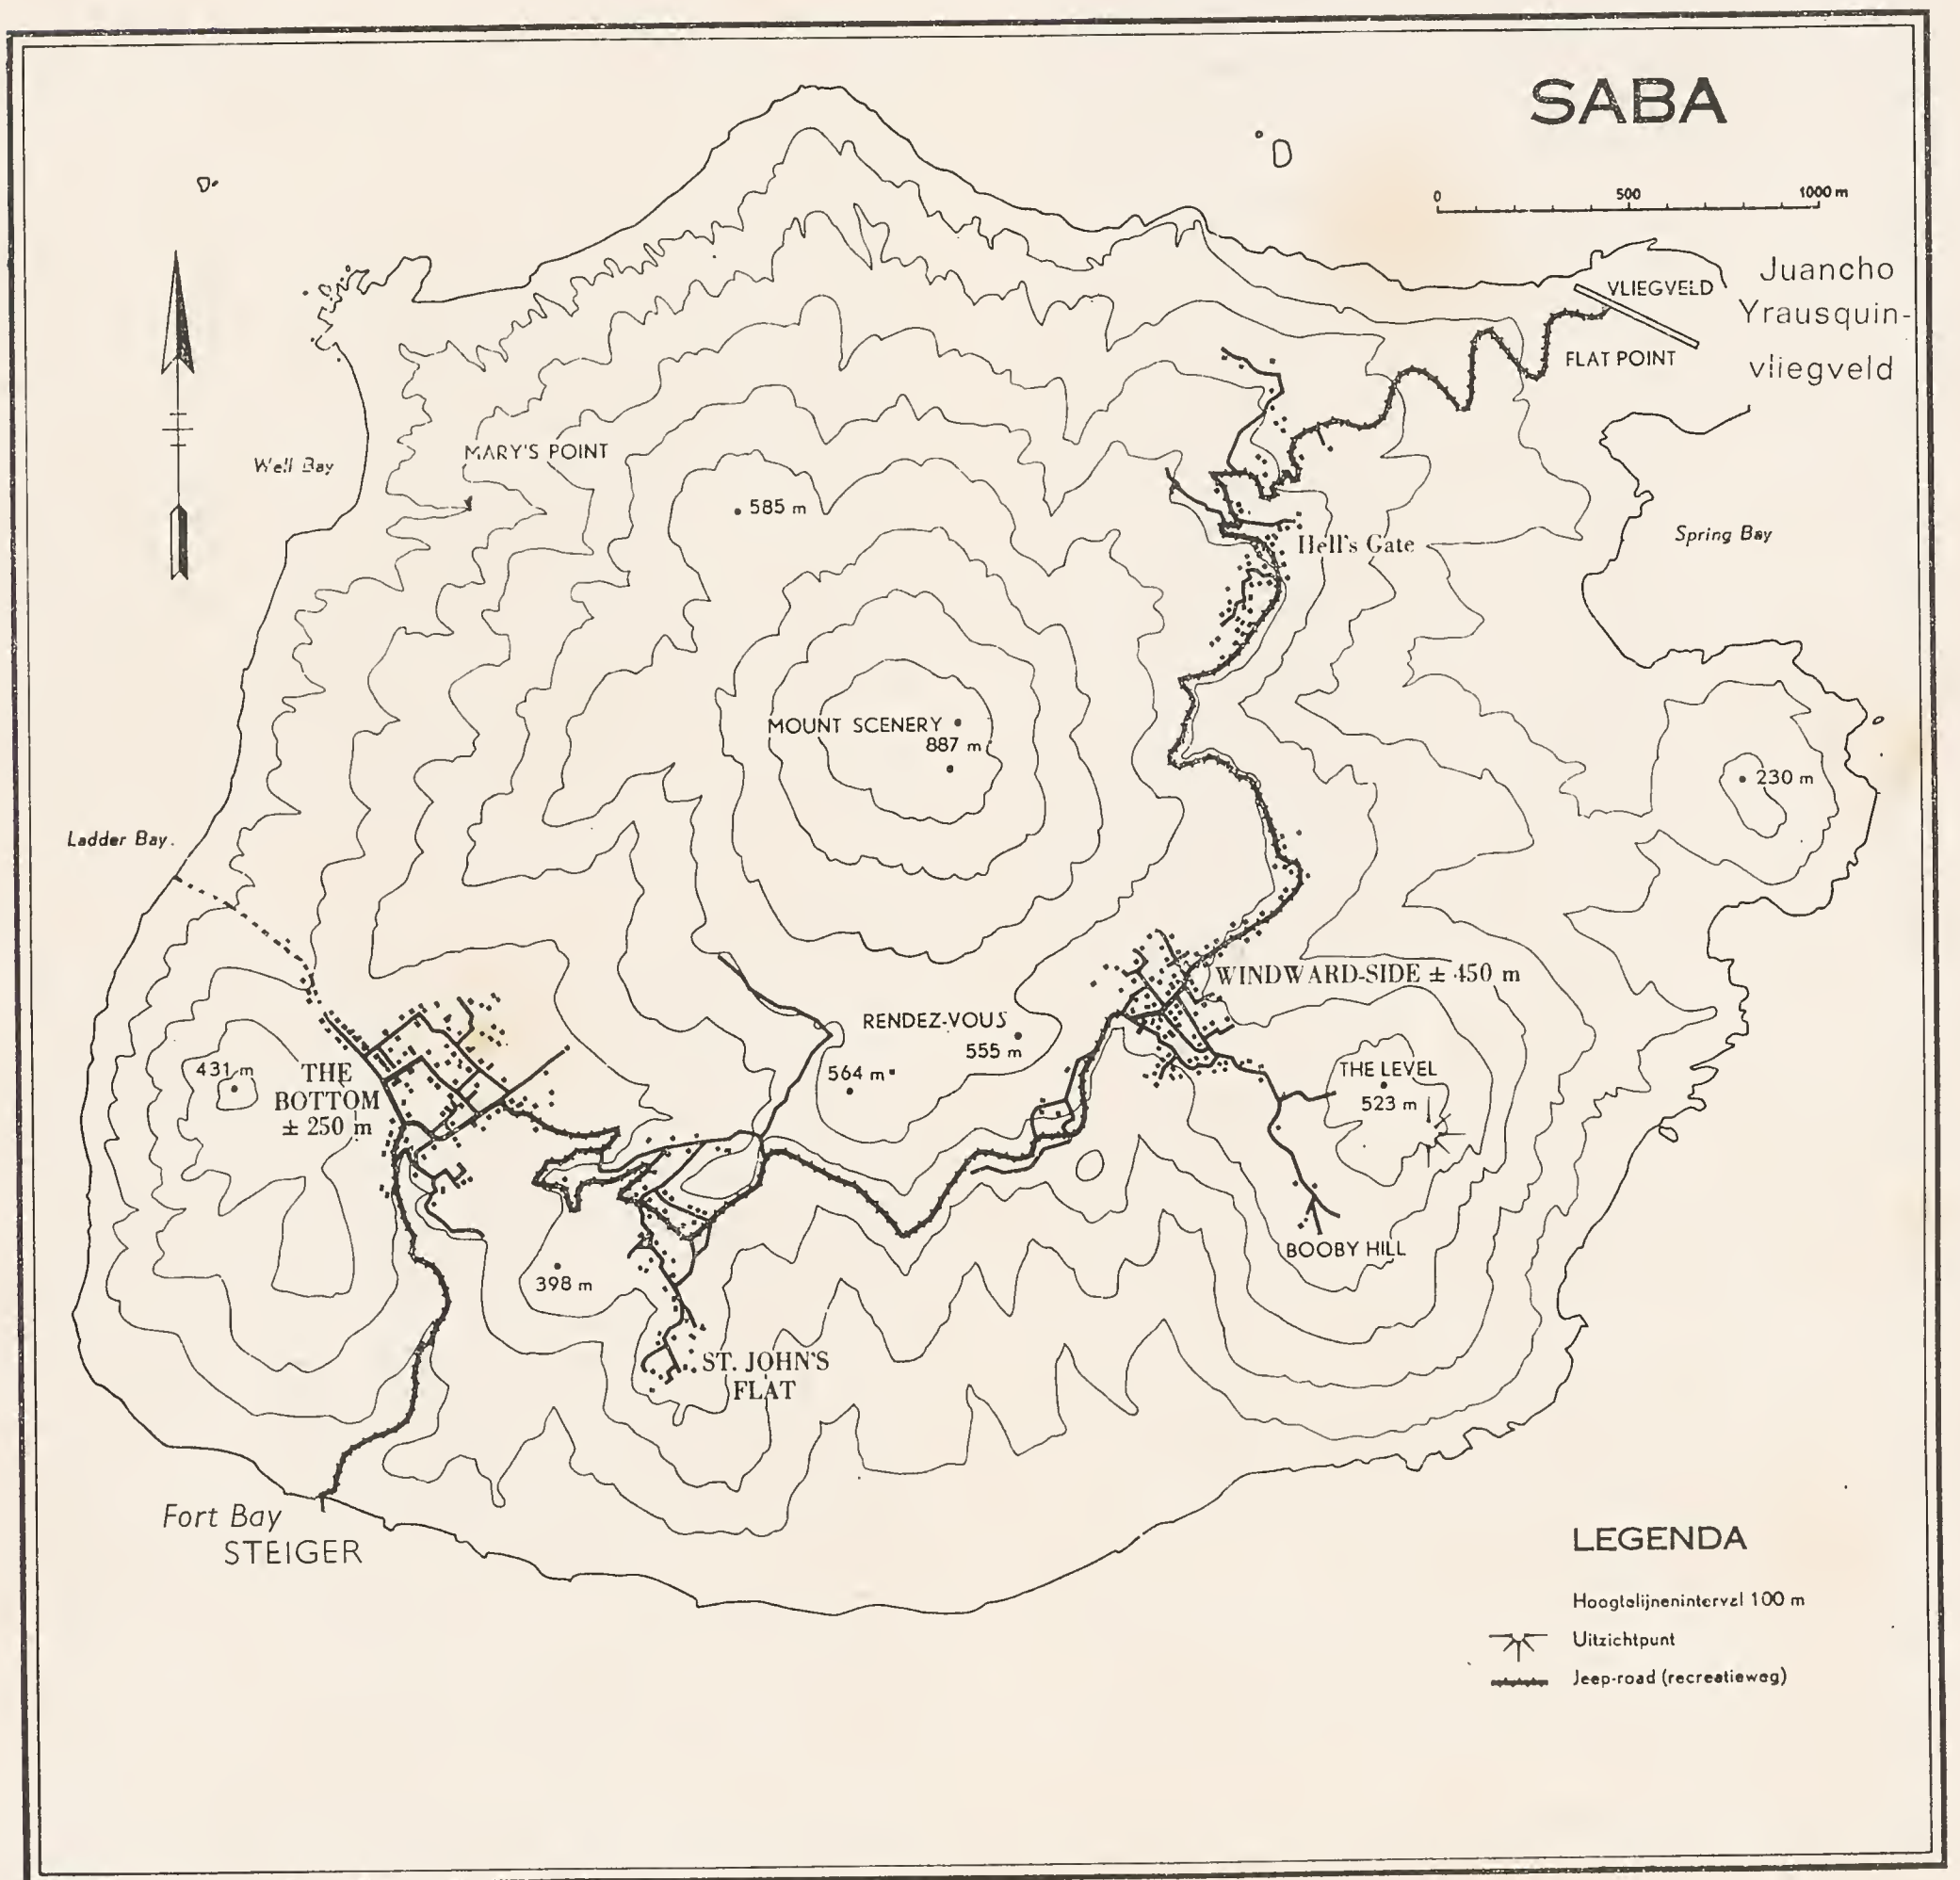 SABA
0 500 1000 m
Juancho
Yrausquin-
vliegveld
VLIEGVELD
FLAT POINT
MARY'S POINT
Well Bay
585 m
Hell's Gate
Spring Bay
MOUNT SCENERY
887 m
230 m
Ladder Bay.
WINDWARD-SIDE ± 450 m
RENDEZ-VOUS
555 m
564 m
431 m
THE
BOTTOM
± 250 m
THE LEVEL
523 m
BOOBY HILL
398 m
ST. JOHN'S
FLAT
Fort Bay
STEIGER
LEGENDA
Hoogtelijneninterval 100 m
Uitzichtpunt
Jeep-road (recreatieweg)